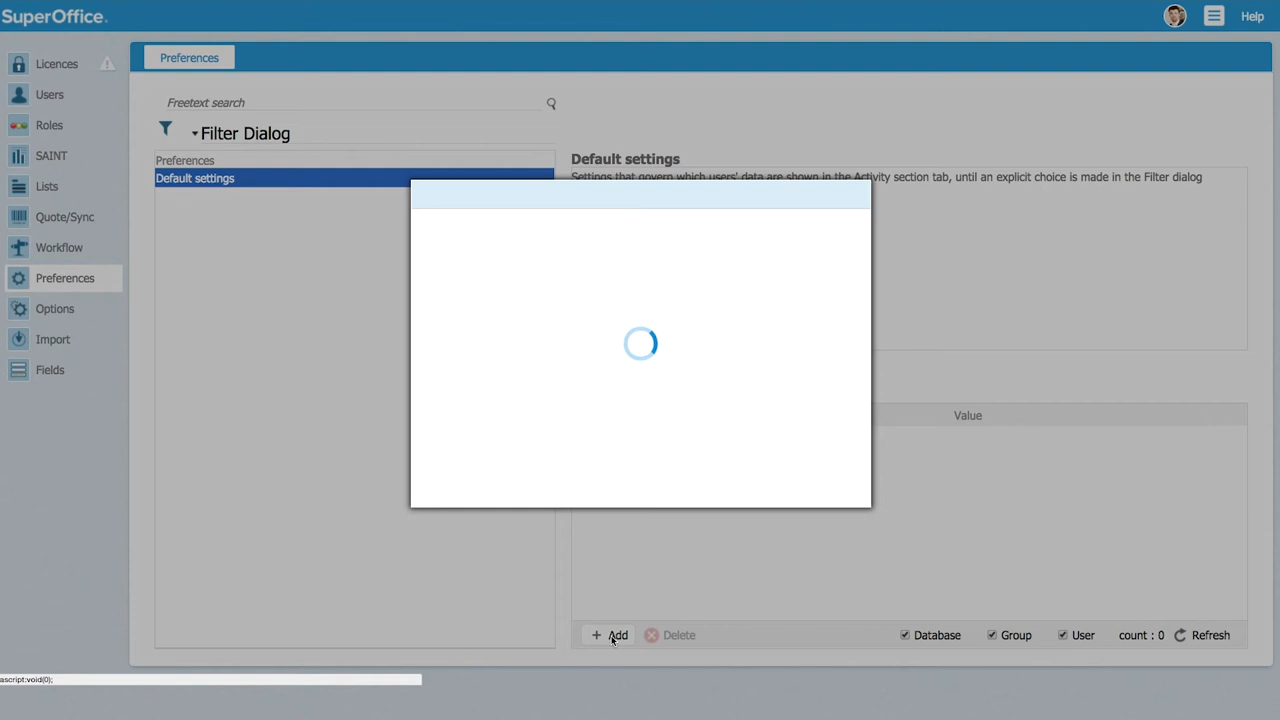 SuperOffice.
Help
Licences
Users
Roles
SAINT
Lists
Quote/Sync
Workflow
Preferences
Options
Import
Fields
Preferences
Freetext search
Filter Dialog
Preferences
Default settings
Default settings
Settings that govern which users' data are shown in the Activity section tab, until an explicit choice is made in the Filter dialog
Value
+ Add
Delete
Database
Group
User
count : 0
Refresh
ascript:void(0);